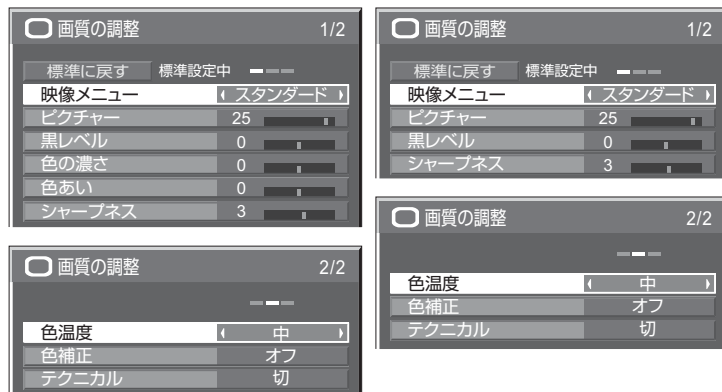 画質の調整 1/2
標準に戻す 標準設定中
映像メニュー スタンダード
ピクチャー 25
黒レベル 0
色の濃さ 0
色あい 0
シャープネス 3
画質の調整 2/2
色温度 中
色補正 オフ
テクニカル 切
画質の調整 1/2
標準に戻す 標準設定中
映像メニュー スタンダード
ピクチャー 25
黒レベル 0
シャープネス 3
画質の調整 2/2
色温度 中
色補正 オフ
テクニカル 切